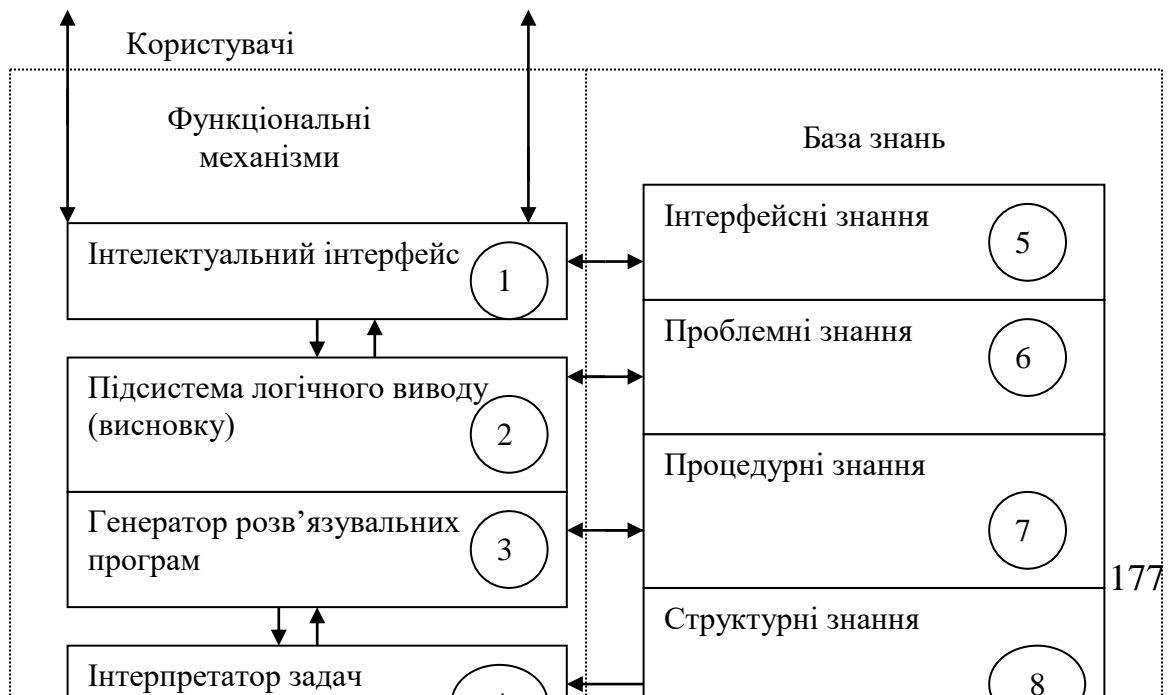 Користувачі
Функціональні
механізми
База знань
Інтелектуальний інтерфейс
1
Інтерфейсні знання
5
Проблемні знання
6
Підсистема логічного виводу
(висновку)
2
Процедурні знання
7
Генератор розв’язувальних
програм
3
177
Структурні знання
8
Інтерпретатор задач